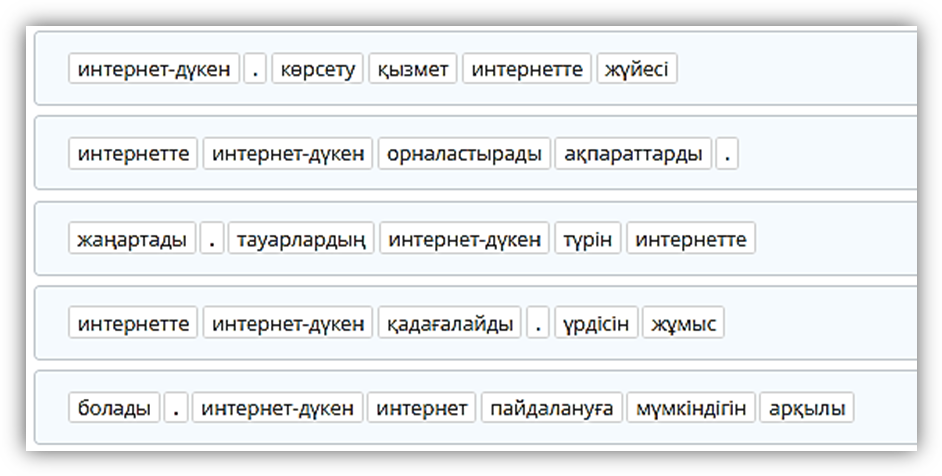 интернет-дүкен . көрсету қызмет интернетте жүйесі
интернетте интернет-дүкен орналастырады ақпараттарды .
жаңартады . тауарлардың интернет-дүкен түрін интернетте
интернетте интернет-дүкен қадағалайды . үрдісін жұмыс
болады . интернет-дүкен интернет пайдалануға мүмкіндігін арқылы